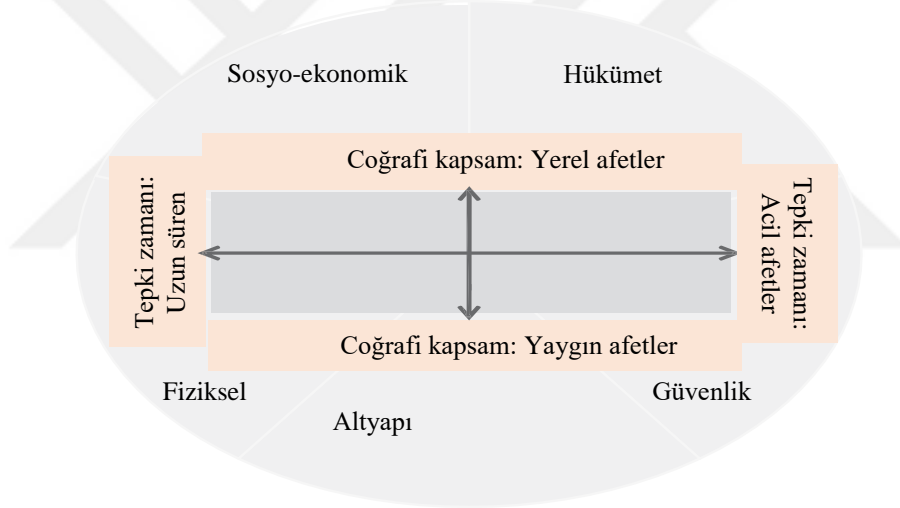 Sosyo-ekonomik
Hükümet
Coğrafi kapsam: Yerel afetler
Tepki zamanı:
Uzun süren
Tepki zamanı:
Acil afetler
Coğrafi kapsam: Yaygın afetler
Fiziksel
Güvenlik
Altyapı